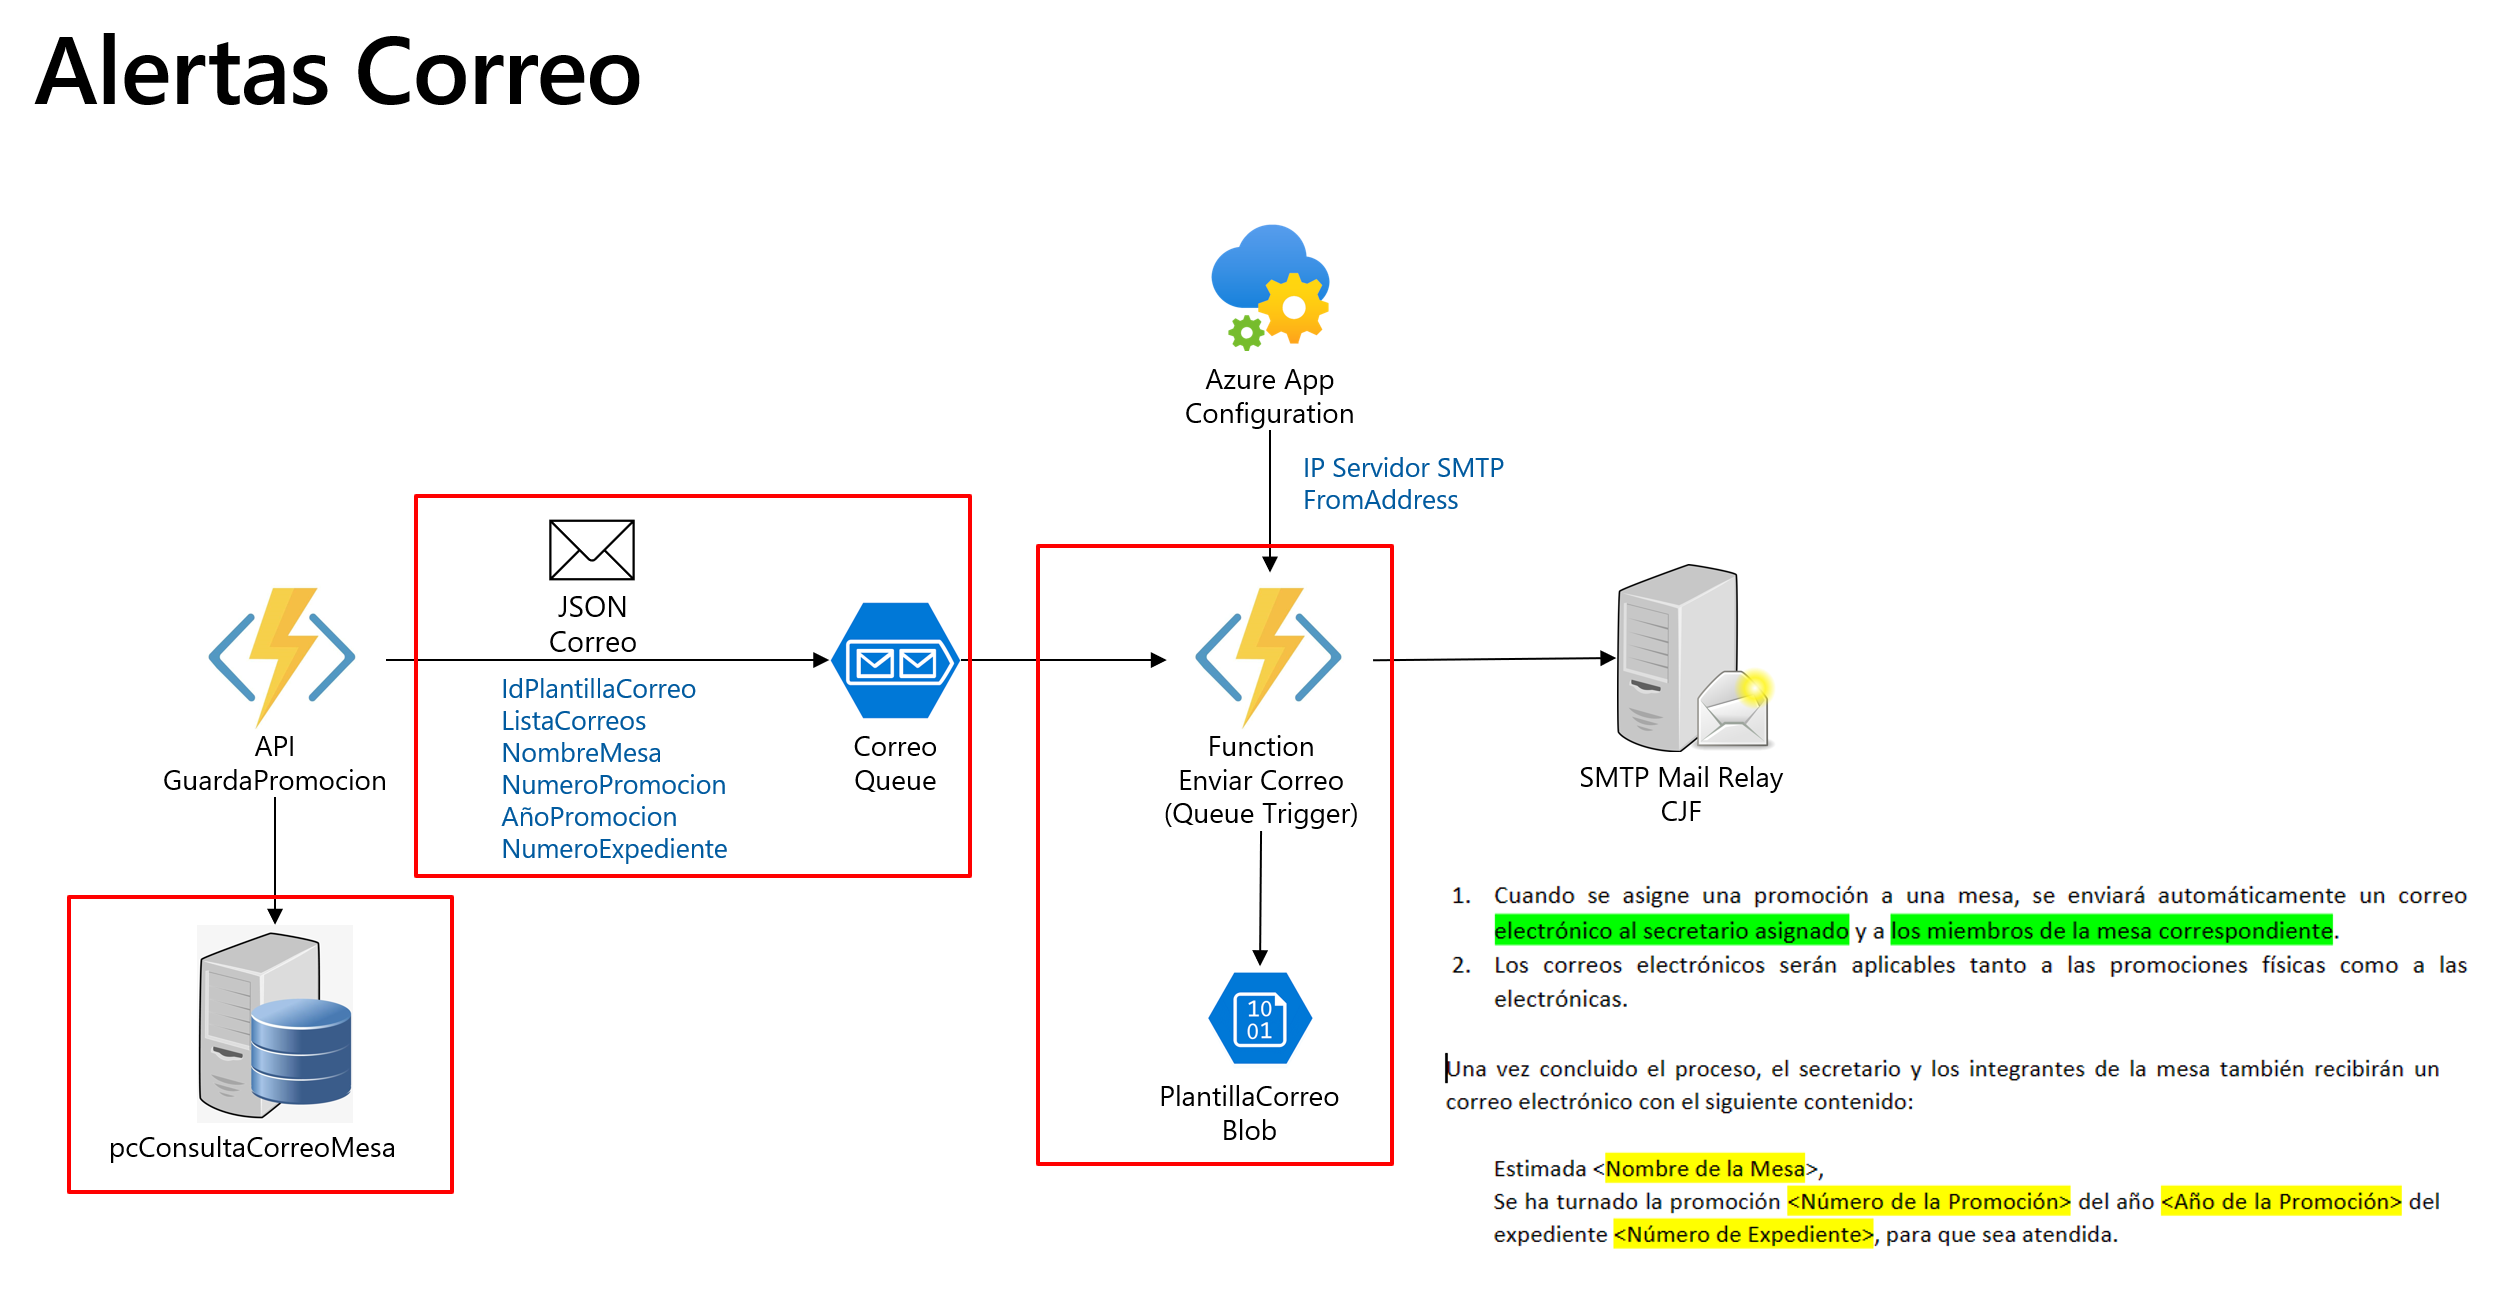 Alertas Correo
Azure App
Configuration
IP Servidor SMTP
FromAddress
JSON
Correo
IdPlantillaCorreo
ListaCorreos
NombreMesa
NumeroPromocion
AñoPromocion
NumeroExpediente
API
GuardaPromocion
Correo
Queue
Function
Enviar Correo
(Queue Trigger)
SMTP Mail Relay
CJF
pcConsultaCorreoMesa
10
01
PlantillaCorreo
Blob
1. Cuando se asigne una promoción a una mesa, se enviará automáticamente un correo
electrónico al secretario asignado y a los miembros de la mesa correspondiente.
2. Los correos electrónicos serán aplicables tanto a las promociones físicas como a las
electrónicas.
Una vez concluido el proceso, el secretario y los integrantes de la mesa también recibirán un
correo electrónico con el siguiente contenido:
Estimada <Nombre de la Mesa>,
Se ha turnado la promoción <Número de la Promoción> del año <Año de la Promoción> del
expediente <Número de Expediente>, para que sea atendida.